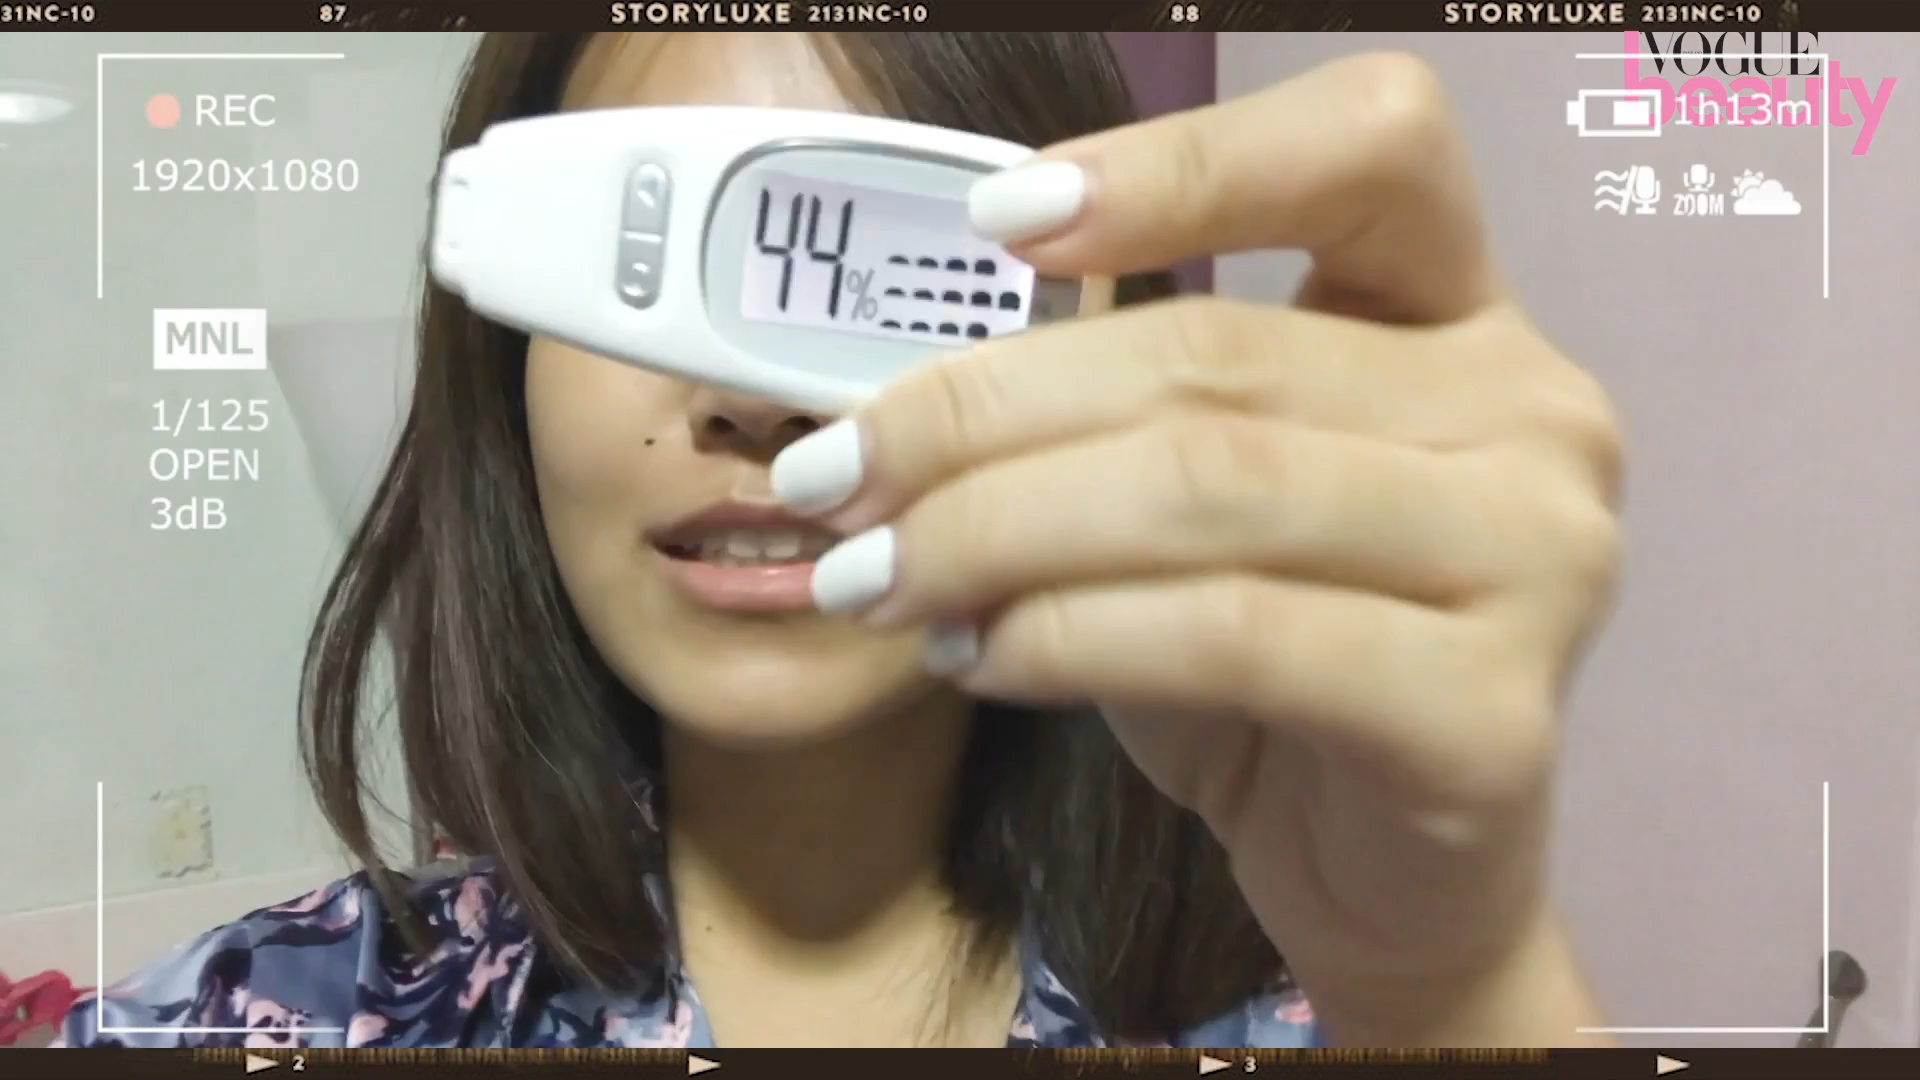 31NC-10 87 STORYLUXE 2131NC-10 88 STORYLUXE 2131NC-10
VOGUE
beauty
REC
1h13m
1920x1080
ZOOM
44%
MNL
1/125
OPEN
3dB
2 3